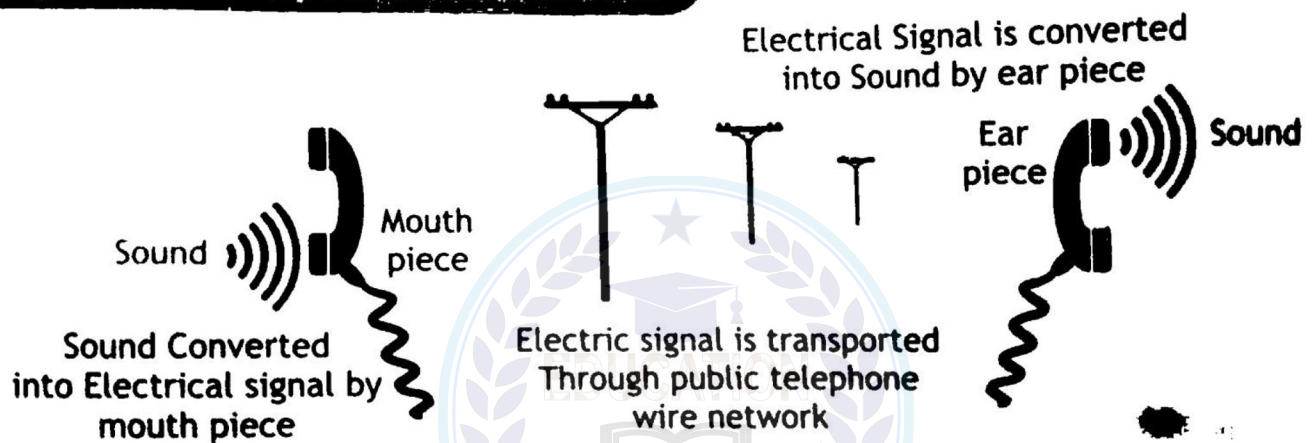 Electrical Signal is converted
into Sound by ear piece
Ear
piece
Sound
Mouth
piece
Sound
Sound Converted
into Electrical signal by
mouth piece
Electric signal is transported
Through public telephone
wire network
EDUCATION